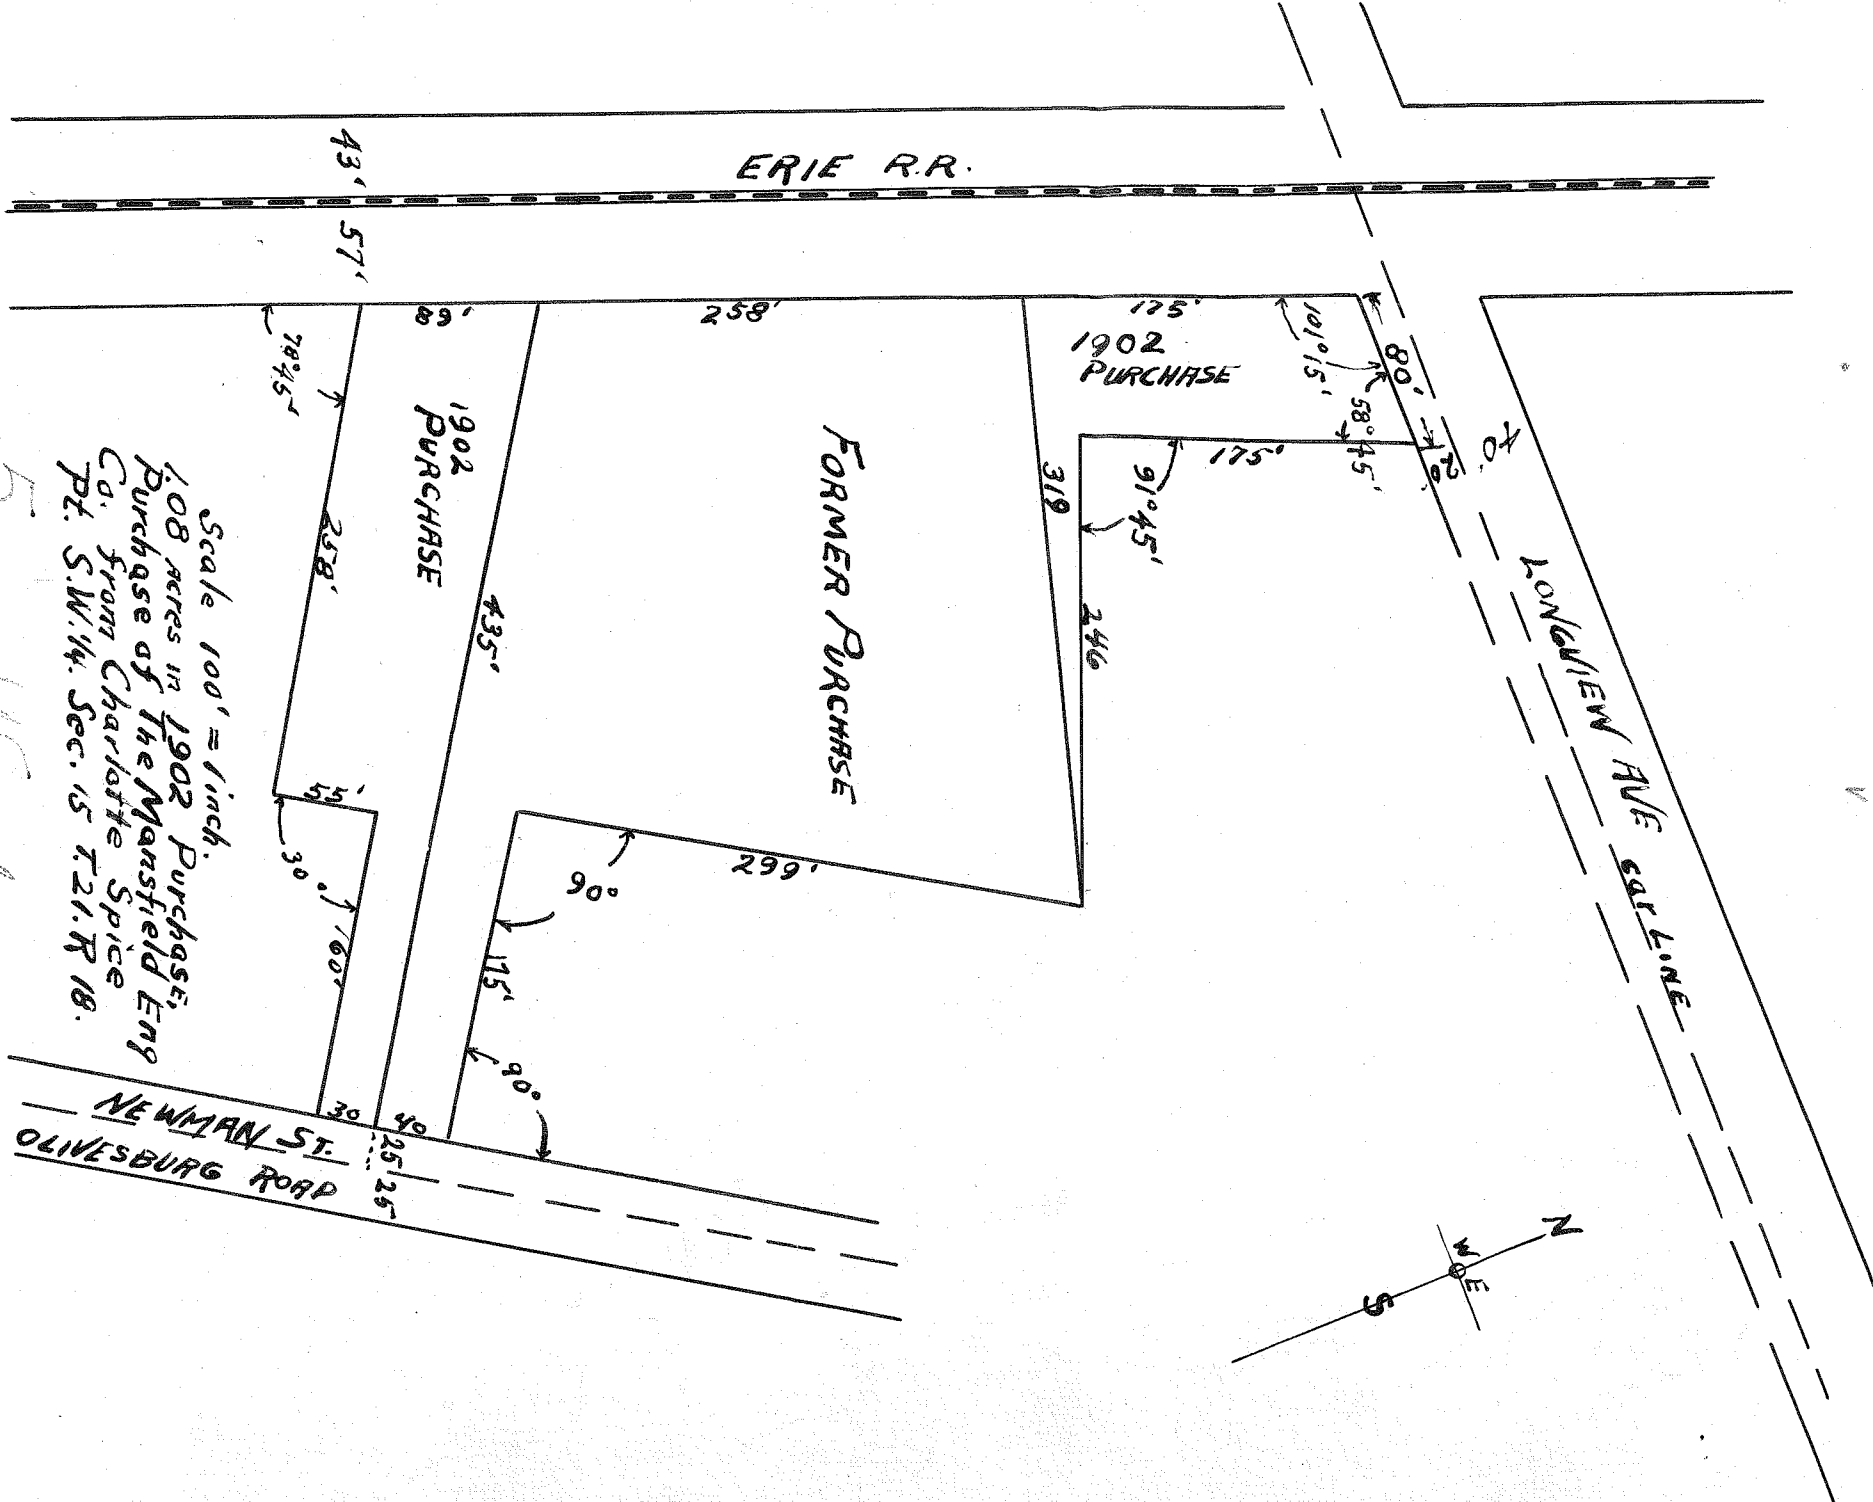 ERIE R.R.
43'
57'
89'
258'
175'
1902
PURCHASE
101°15'
80'
58°45'
20'
40'
175'
91°45'
319
246
LONGVIEW AVE
car LINE
78°45'
258'
1902
PURCHASE
435'
FORMER PURCHASE
55'
30°
160'
299'
90°
175'
90°
30
40
25'
25'
NEWMAN ST.
OLIVESBURG ROAD
Scale 100' = 1 inch.
1.08 acres in 1902 Purchase,
Purchase of The Mansfield Eng
Co. from Charlotte Spice
Pt. S.W.1/4. Sec. 15 T.21. R 18.
N
W
E
S